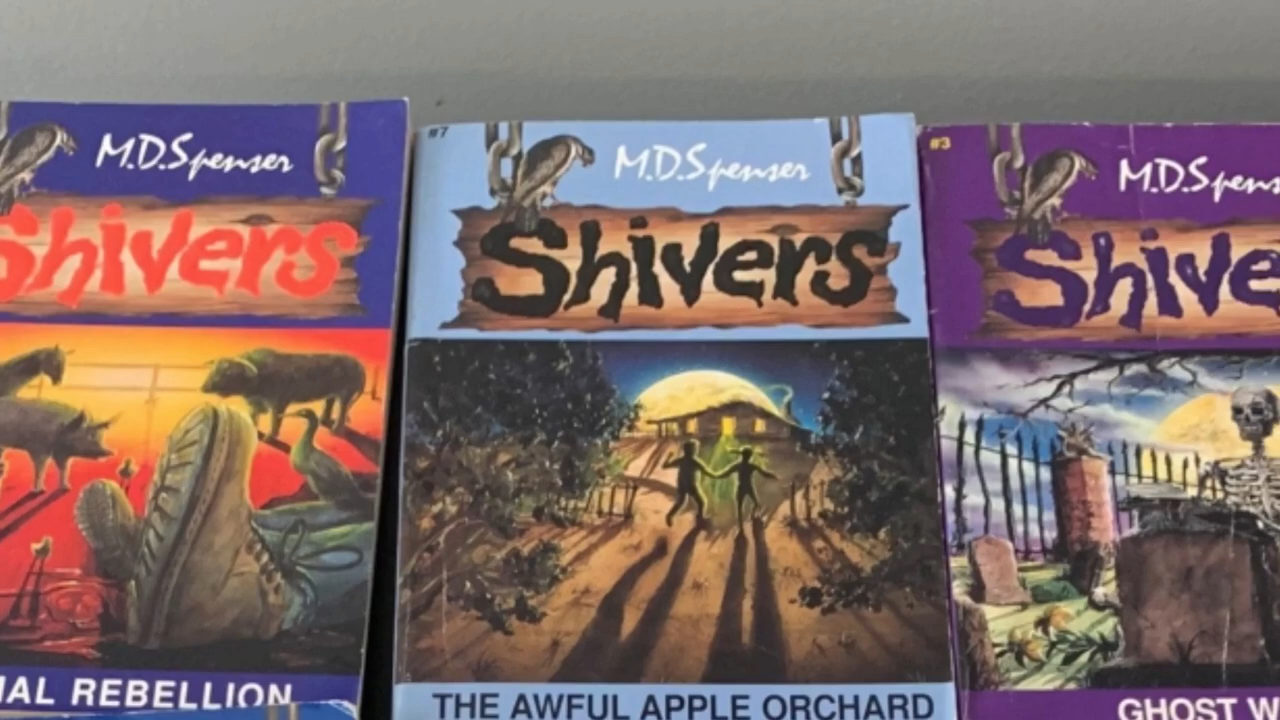 M.D.Spenser
Shivers
IAL REBELLION
#7
M.D.Spenser
Shivers
THE AWFUL APPLE ORCHARD
#3
M.D.Spens
Shive
GHOST W